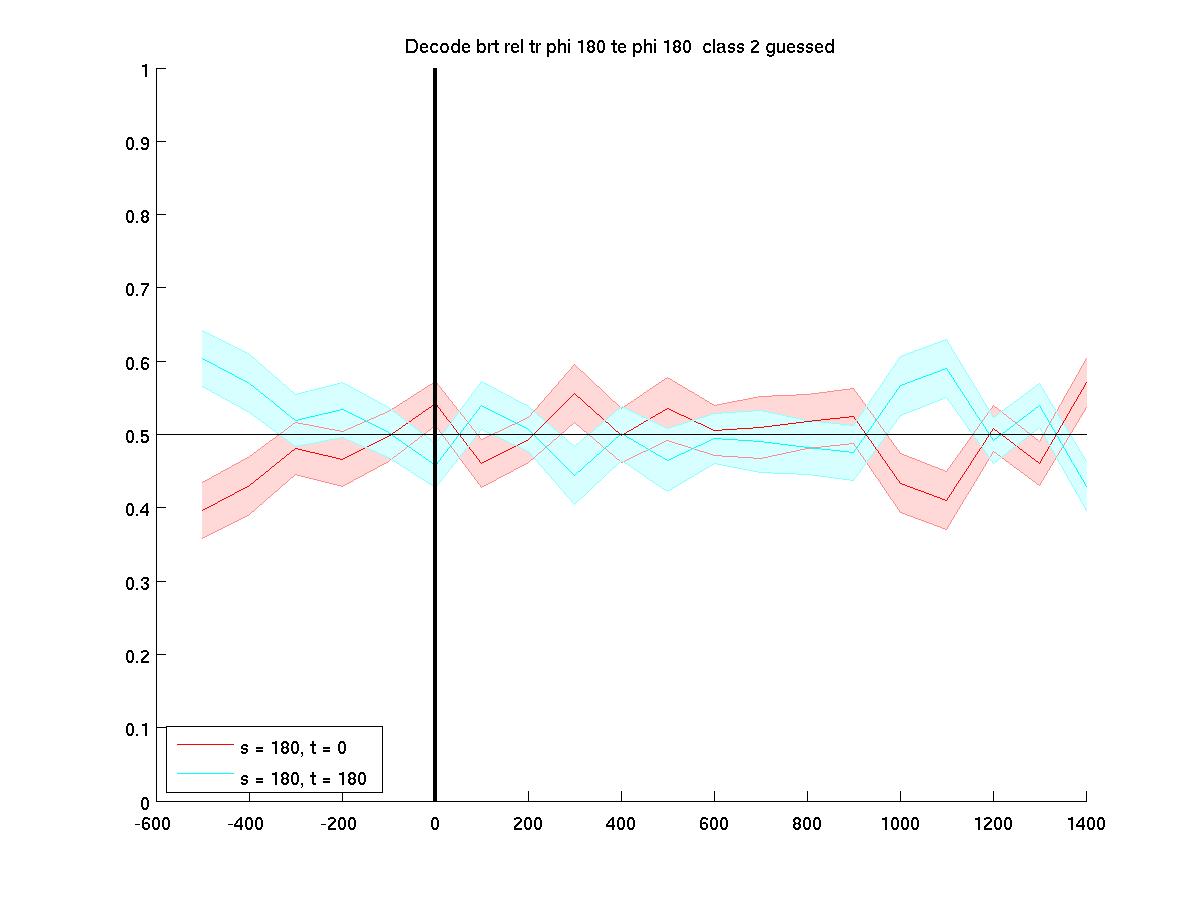 Decode brt rel tr phi 180 te phi 180  class 2 guessed
1
0.9
0.8
0.7
0.6
0.5
0.4
0.3
0.2
0.1
0
s = 180, t = 0
s = 180, t = 180
-600 -400 -200 0 200 400 600 800 1000 1200 1400